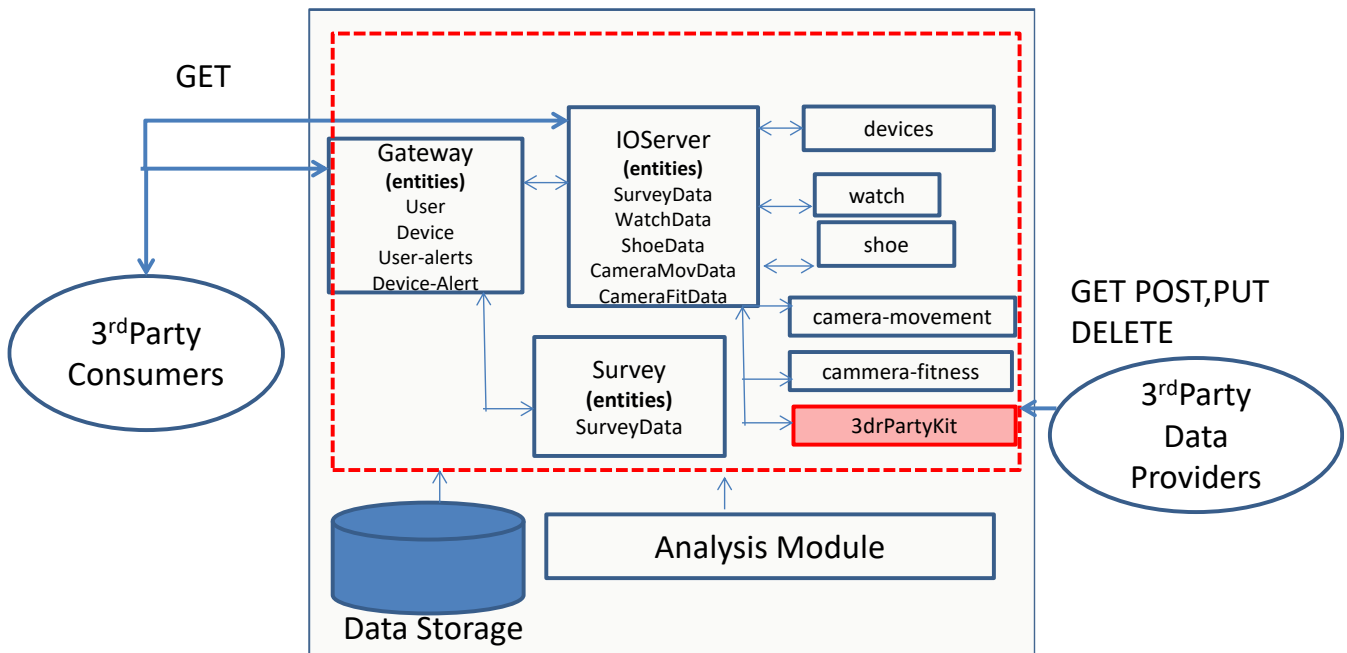 GET
Gateway
(entities)
User
Device
User-alerts
Device-Alert
IOServer
(entities)
SurveyData
WatchData
ShoeData
CameraMovData
CameraFitData
devices
watch
shoe
camera-movement
cammera-fitness
3drPartyKit
Survey
(entities)
SurveyData
3rdParty
Consumers
GET POST,PUT
DELETE
3rdParty
Data
Providers
Analysis Module
Data Storage